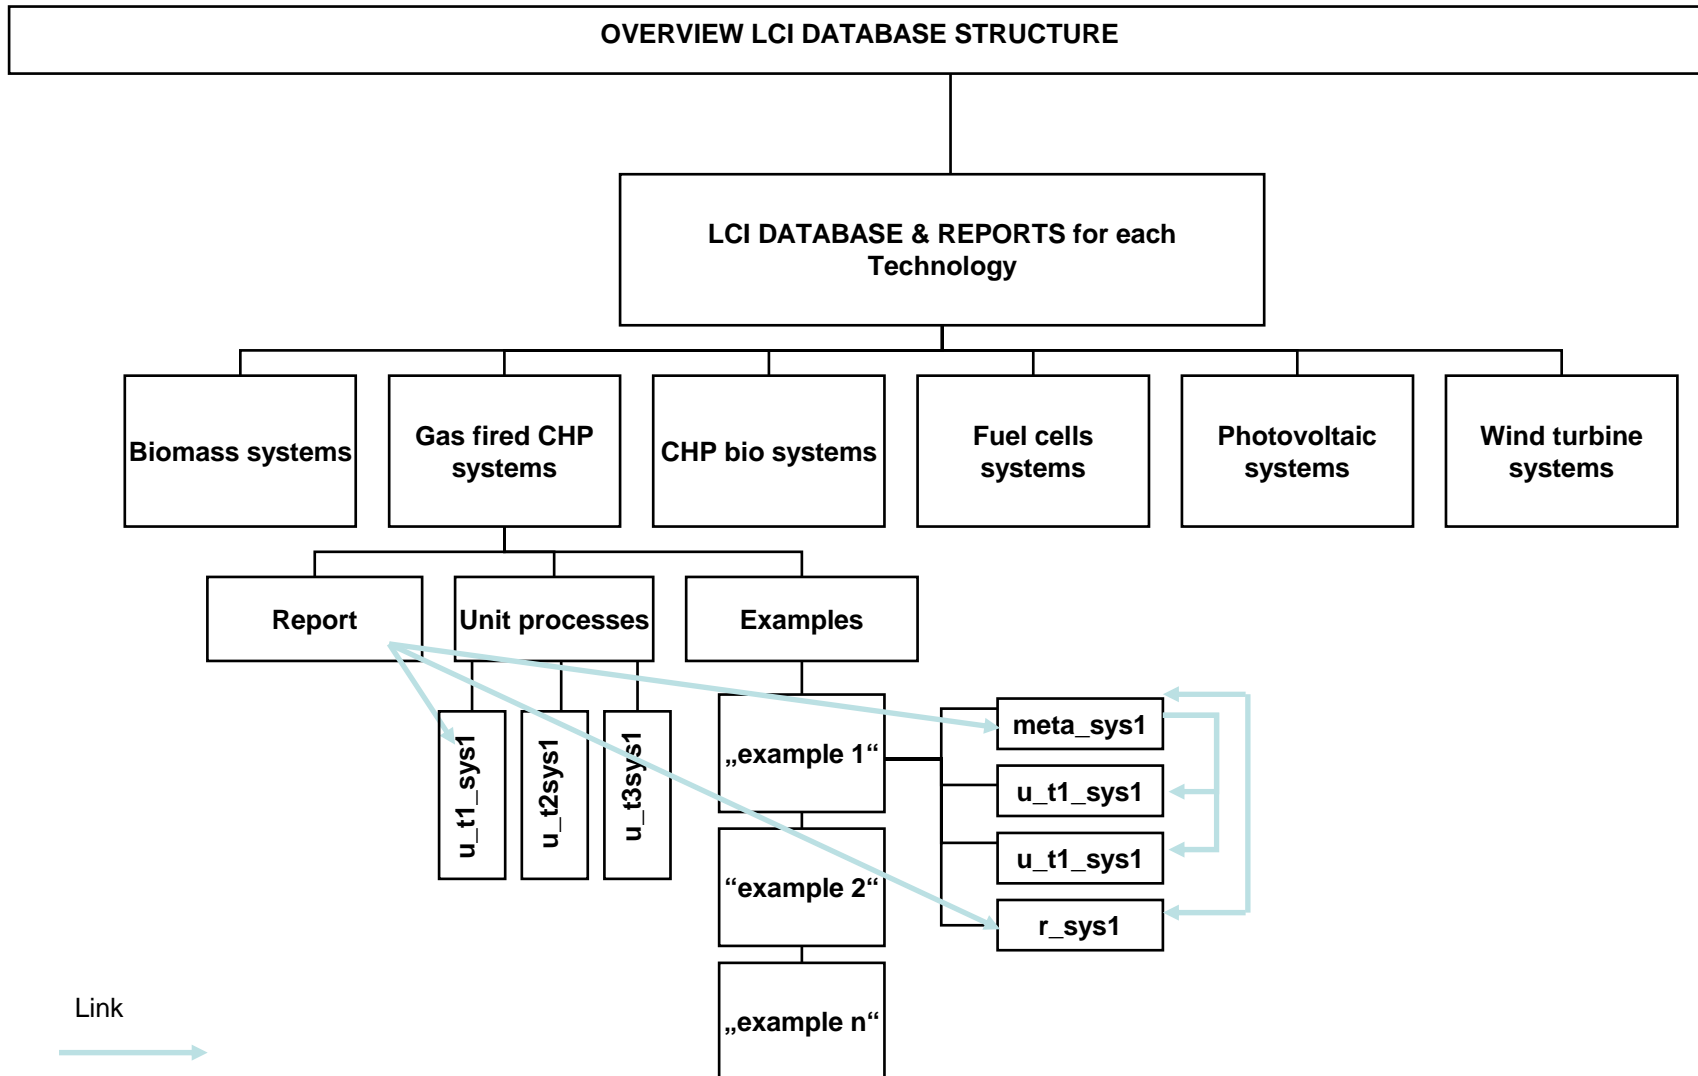 OVERVIEW LCI DATABASE STRUCTURE
LCI DATABASE & REPORTS for each
Technology
Biomass systems
Gas fired CHP
systems
CHP bio systems
Fuel cells
systems
Photovoltaic
systems
Wind turbine
systems
Report
Unit processes
Examples
u_t1_sys1
u_t2sys1
u_t3sys1
„example 1“
“example 2“
„example n“
meta_sys1
u_t1_sys1
u_t1_sys1
r_sys1
Link